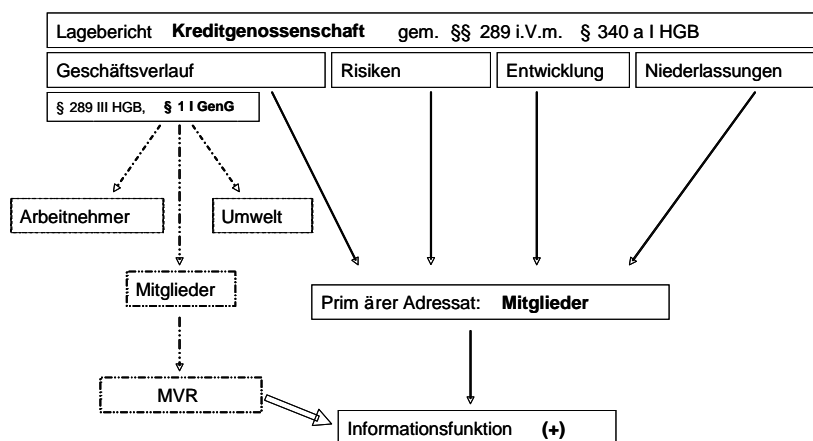 Lagebericht Kreditgenossenschaft gem. §§ 289 i.V.m. § 340 a I HGB
Geschäftsverlauf Risiken Entwicklung Niederlassungen
§ 289 III HGB, § 1 I GenG
Arbeitnehmer Umwelt
Mitglieder Prim ärer Adressat: Mitglieder
MVR
Informationsfunktion (+)